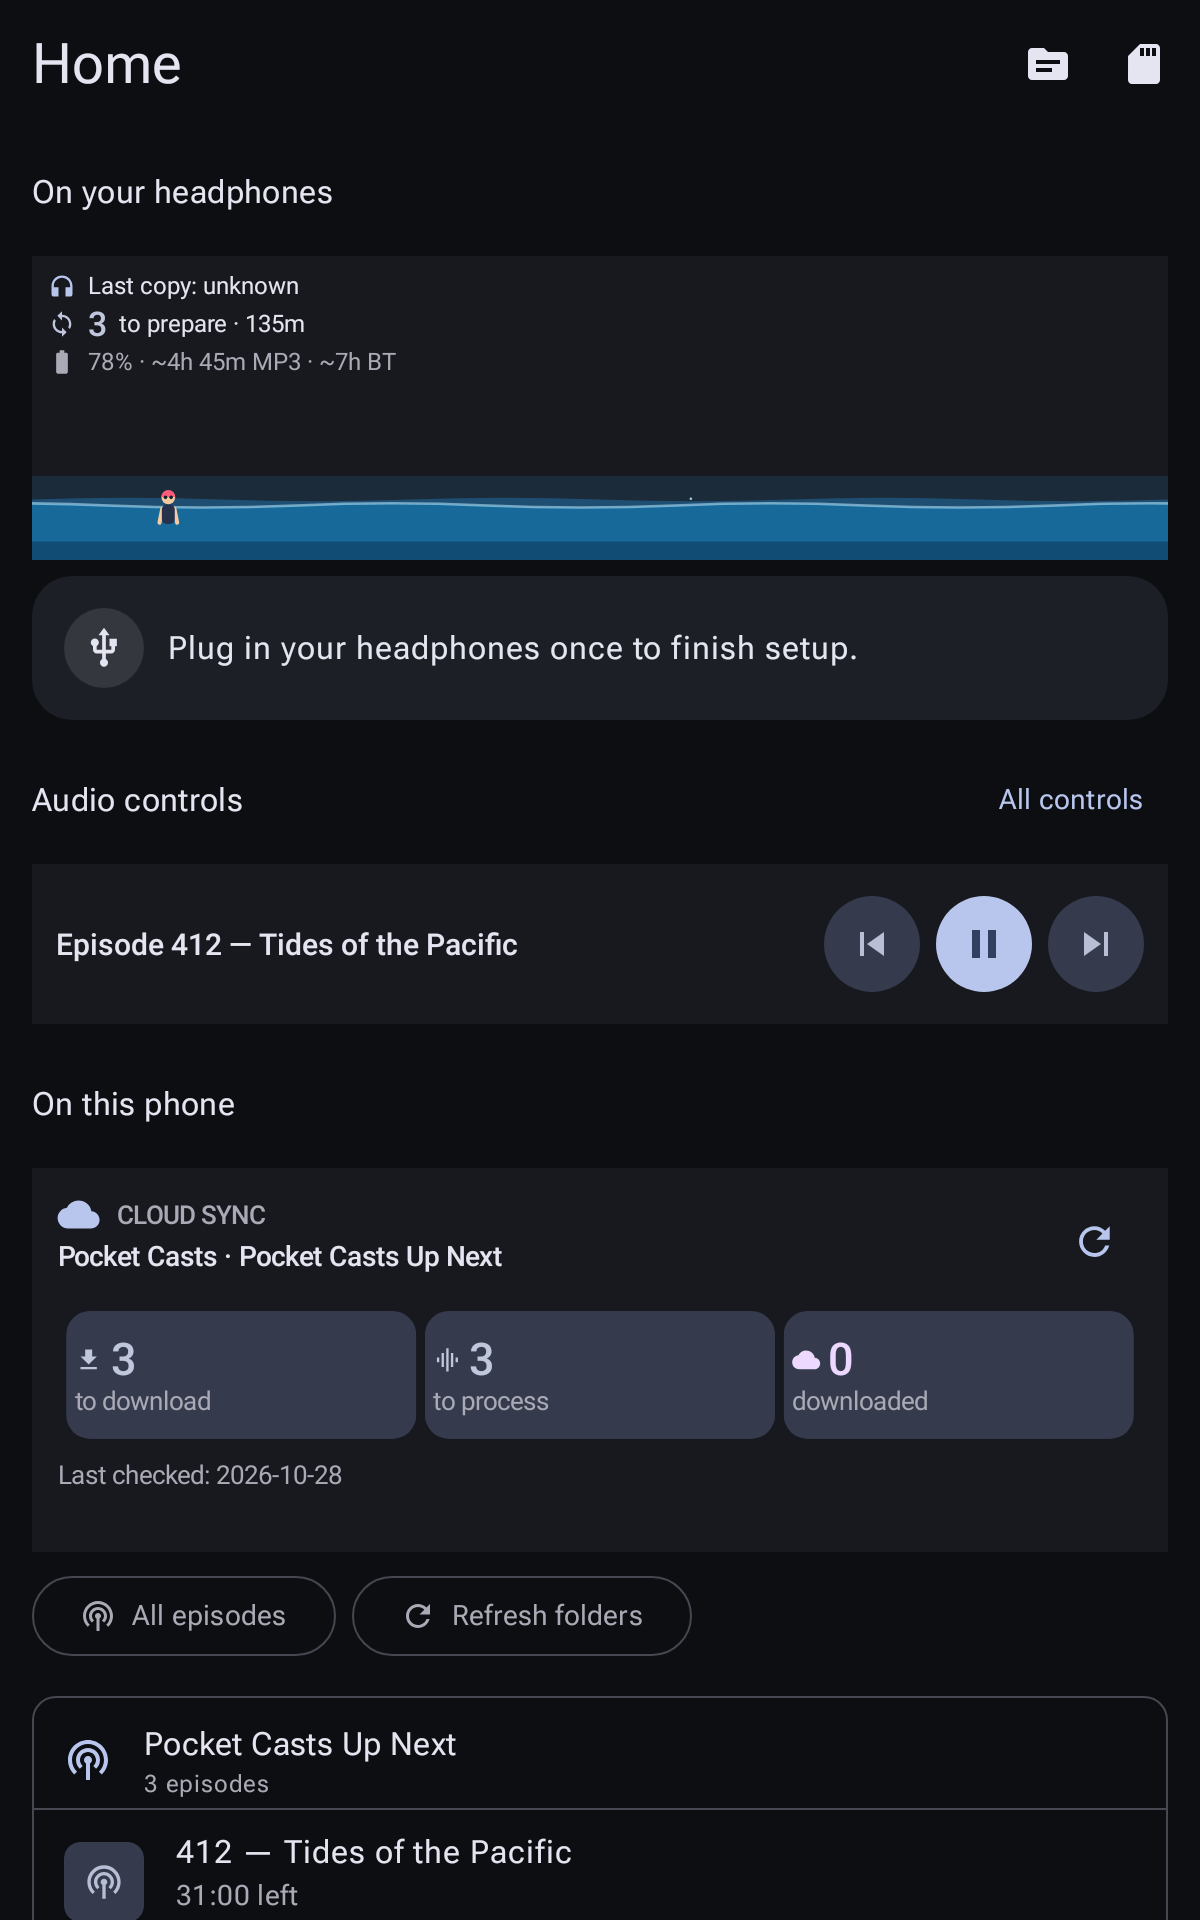 Home
On your headphones
Last copy: unknown
3 to prepare · 135m
78% · ~4h 45m MP3 · ~7h BT
Plug in your headphones once to finish setup.
Audio controls
All controls
Episode 412 — Tides of the Pacific
On this phone
CLOUD SYNC
Pocket Casts · Pocket Casts Up Next
3
to download
3
to process
0
downloaded
Last checked: 2026-10-28
All episodes
Refresh folders
Pocket Casts Up Next
3 episodes
412 — Tides of the Pacific
31:00 left